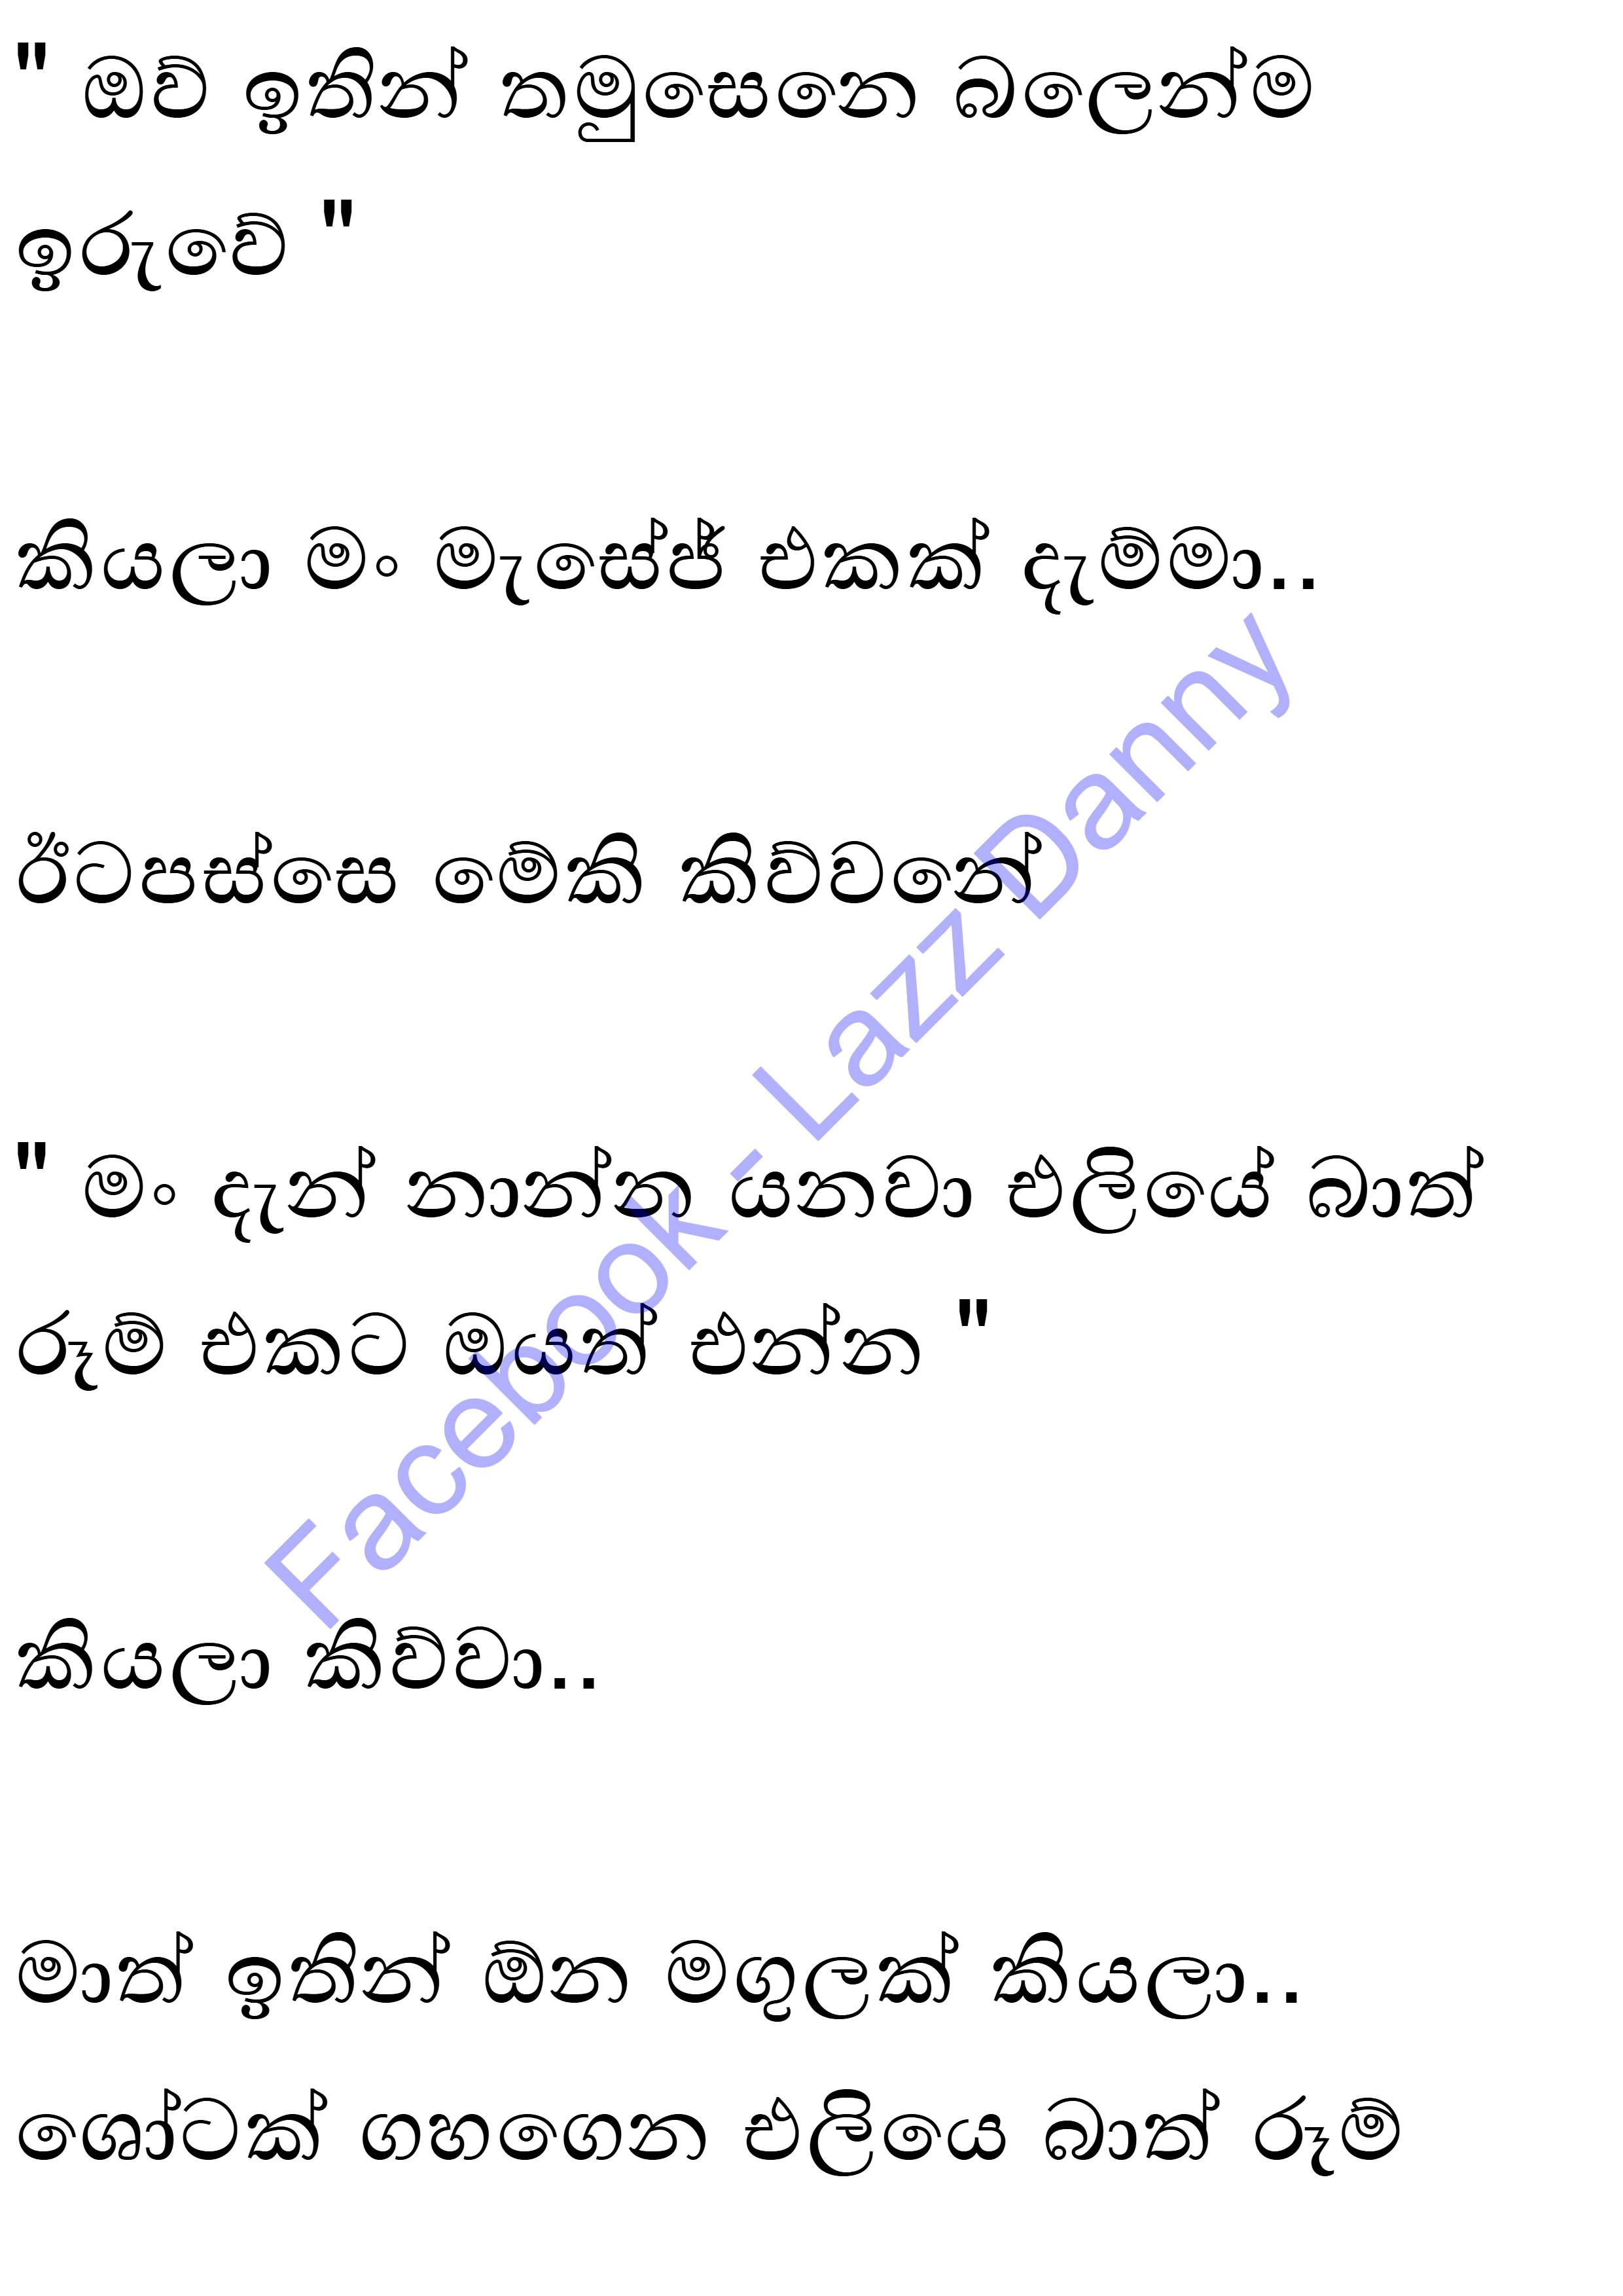 " ඔව් ඉතින් තමුසෙනෙ බලෙන්ම
ඉරුවේ "
කියලා මං මැසේජ් එකක් දැම්මා..
ඊටපස්සෙ මේකි කිව්වනේ
" මං දැන් නාන්න යනවා එලියේ බාත්
රූම් එකට ඔයත් එන්න "
කියලා කිව්වා..
මාත් ඉතින් ඕන මගුලක් කියලා..
ශෝටක් ගහගෙන එලියෙ බාත් රූම්
Facebook - Lazz Danny